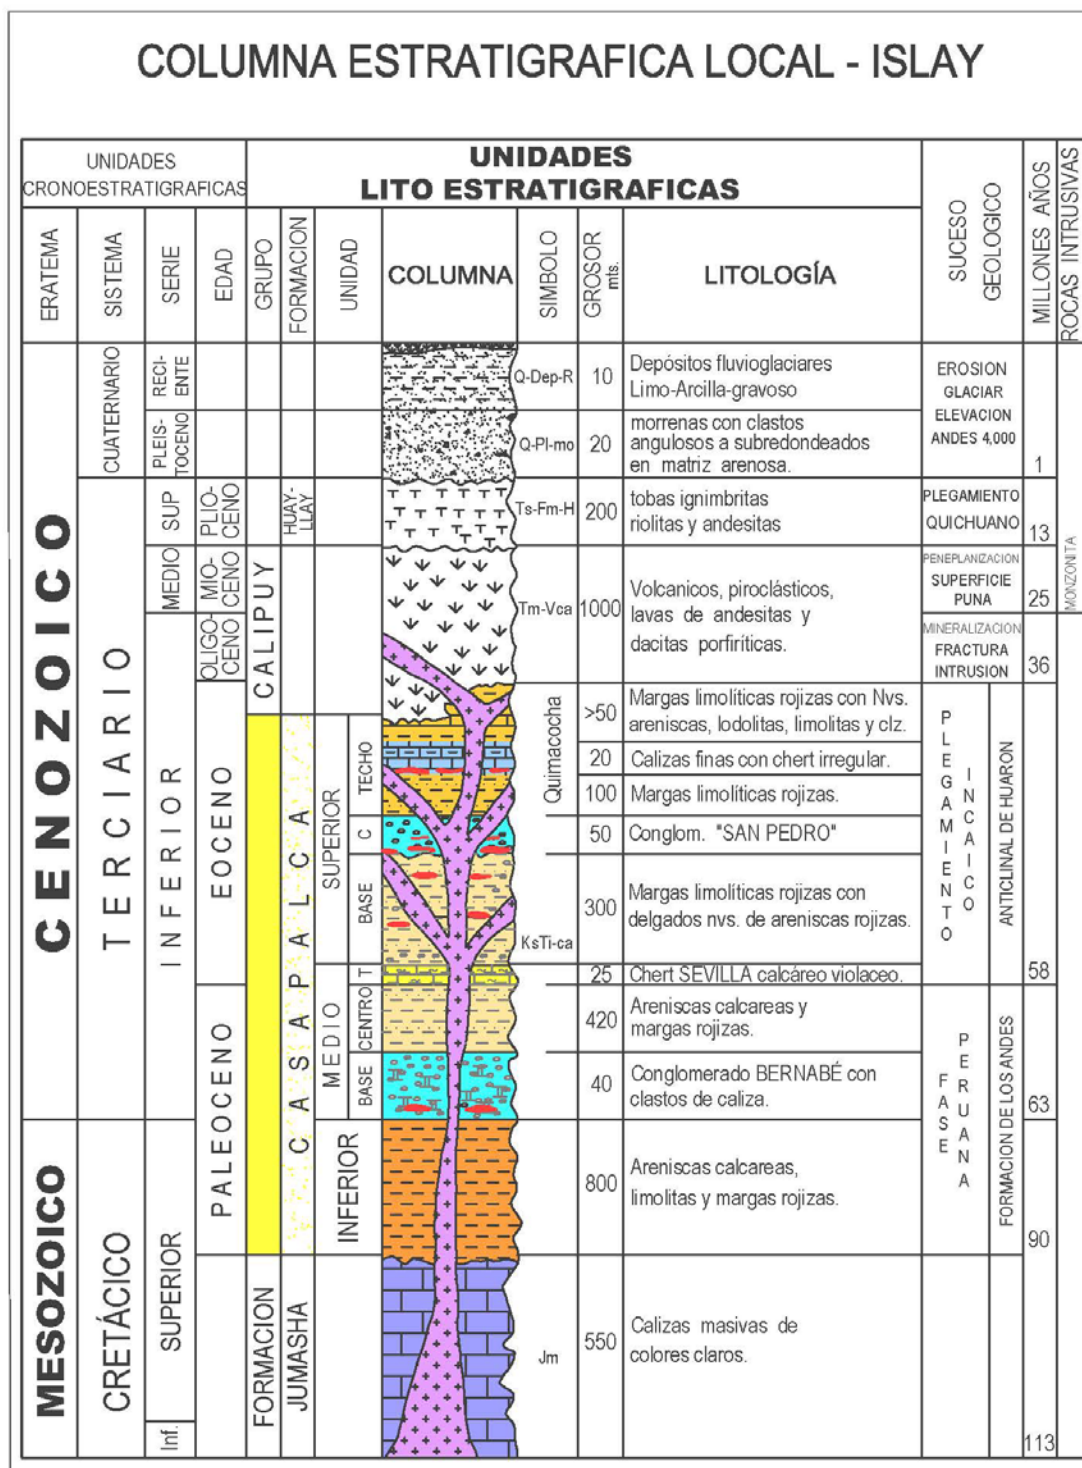 COLUMNA ESTRATIGRAFICA LOCAL - ISLAY
UNIDADES
CRONOESTRATIGRAFICAS
UNIDADES
LITO ESTRATIGRAFICAS
SUCESO
GEOLOGICO
MILLONES AÑOS
ROCAS INTRUSIVAS
ERATEMA
SISTEMA
SERIE
EDAD
GRUPO
FORMACION
UNIDAD
COLUMNA
SIMBOLO
GROSOR
mts.
LITOLOGÍA
CENOZOICO
MESOZOICO
CUATERNARIO
TERCIARIO
CRETÁCICO
RECI-
ENTE
PLEIS-
TOCENO
SUP
MEDIO
INFERIOR
SUPERIOR
Inf.
PLIO-
CENO
MIO-
CENO
OLIGO-
CENO
EOCENO
PALEOCENO
CALIPUY
FORMACION
HUAY-
LLAY
CASAPALCA
JUMASHA
SUPERIOR
MEDIO
INFERIOR
TECHO
C
BASE
T
CENTRO
BASE
Q-Dep-R
10
Depósitos fluvioglaciares
Limo-Arcilla-gravoso
Q-Pl-mo
20
morrenas con clastos
angulosos a subredondeados
en matriz arenosa.
Ts-Fm-H
200
tobas ignimbritas
riolitas y andesitas
Tm-Vca
1000
Volcanicos, piroclásticos,
lavas de andesitas y
dacitas porfiríticas.
Quimacocha
>50
Margas limolíticas rojizas con Nvs.
areniscas, lodolitas, limolitas y clz.
20
Calizas finas con chert irregular.
100
Margas limolíticas rojizas.
50
Conglom. "SAN PEDRO"
KsTi-ca
300
Margas limolíticas rojizas con
delgados nvs. de areniscas rojizas.
25
Chert SEVILLA calcáreo violaceo.
420
Areniscas calcareas y
margas rojizas.
40
Conglomerado BERNABÉ con
clastos de caliza.
800
Areniscas calcareas,
limolitas y margas rojizas.
Jm
550
Calizas masivas de
colores claros.
EROSION
GLACIAR
ELEVACION
ANDES 4,000
PLEGAMIENTO
QUICHUANO
PENEPLANIZACION
SUPERFICIE
PUNA
MINERALIZACION
FRACTURA
INTRUSION
PLEGAMIENTO
INCAICO
ANTICLINAL DE HUARON
FASE
PERUANA
FORMACION DE LOS ANDES
1
13
25
36
58
63
90
113
MONZONITA